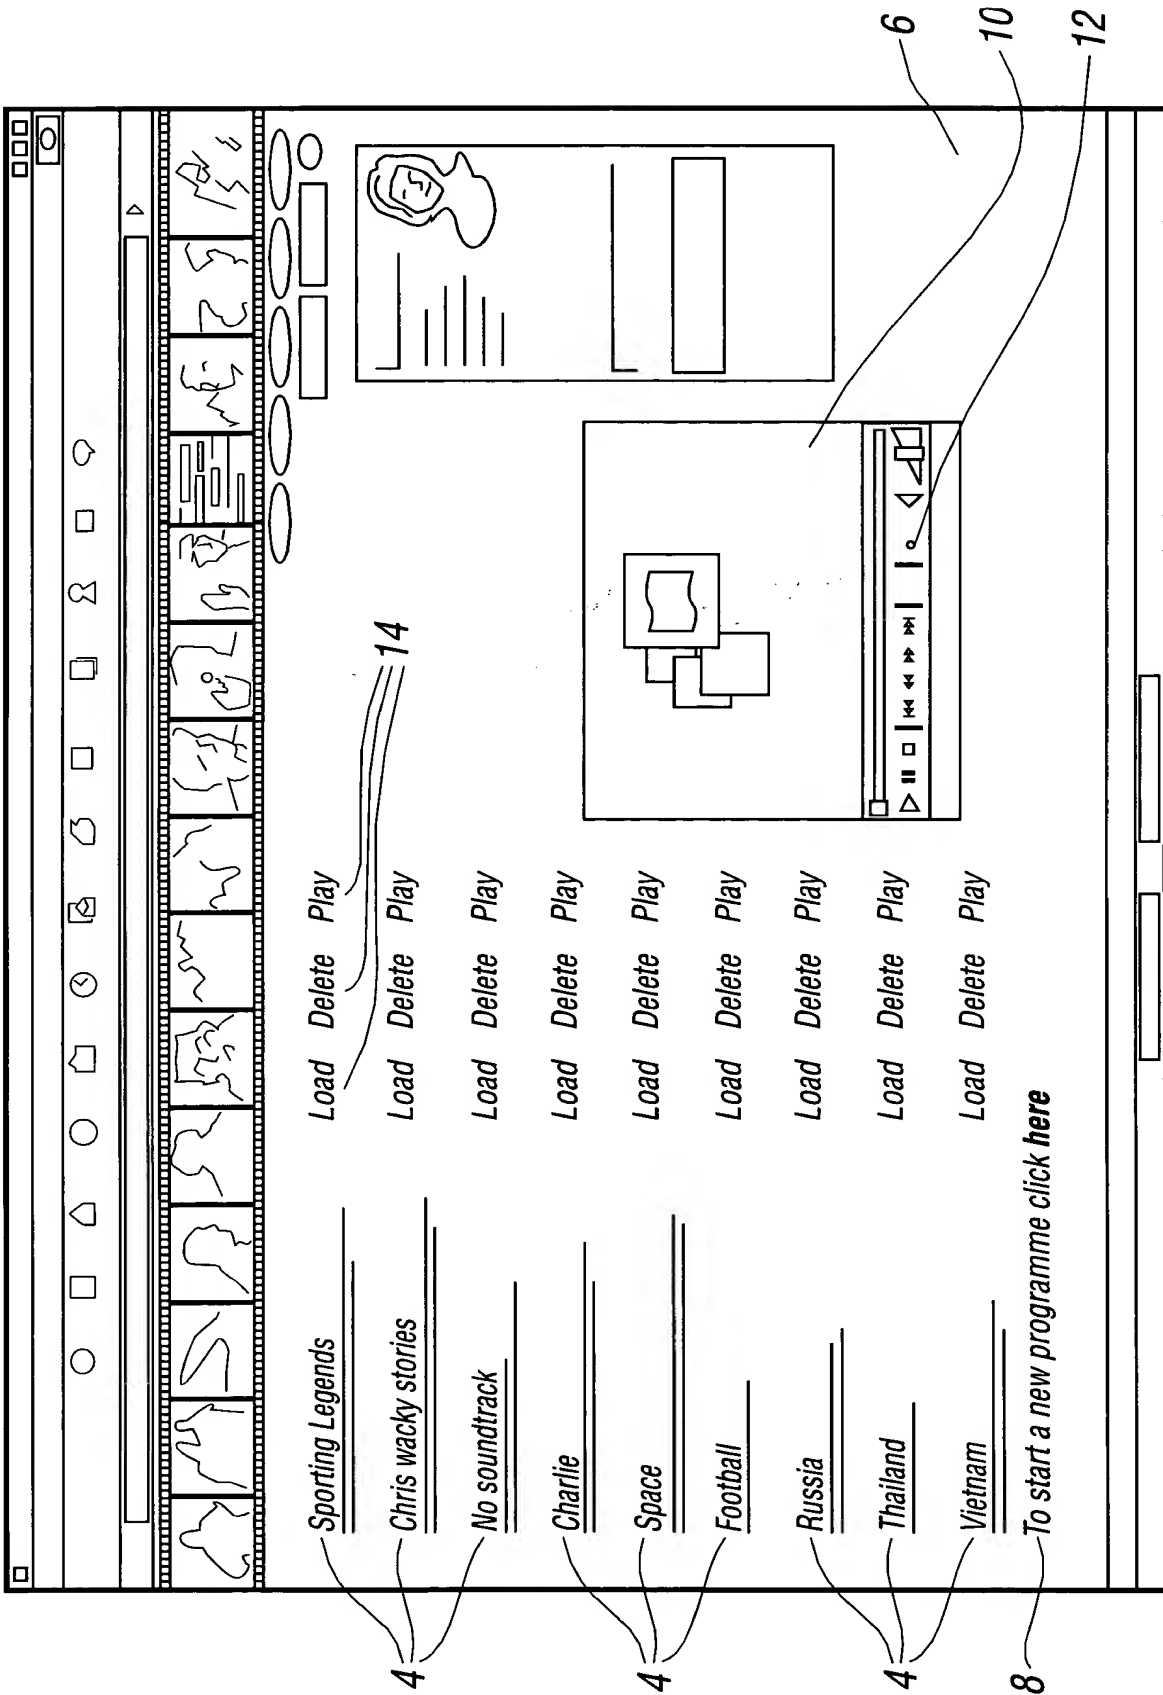 Sporting Legends Load Delete Play
14
Chris wacky stories Load Delete Play
4
No soundtrack Load Delete Play
Charlie Load Delete Play
Space Load Delete Play
4
Football Load Delete Play
Russia Load Delete Play
Thailand Load Delete Play
4
6
Vietnam Load Delete Play
10
To start a new programme click here
8
12